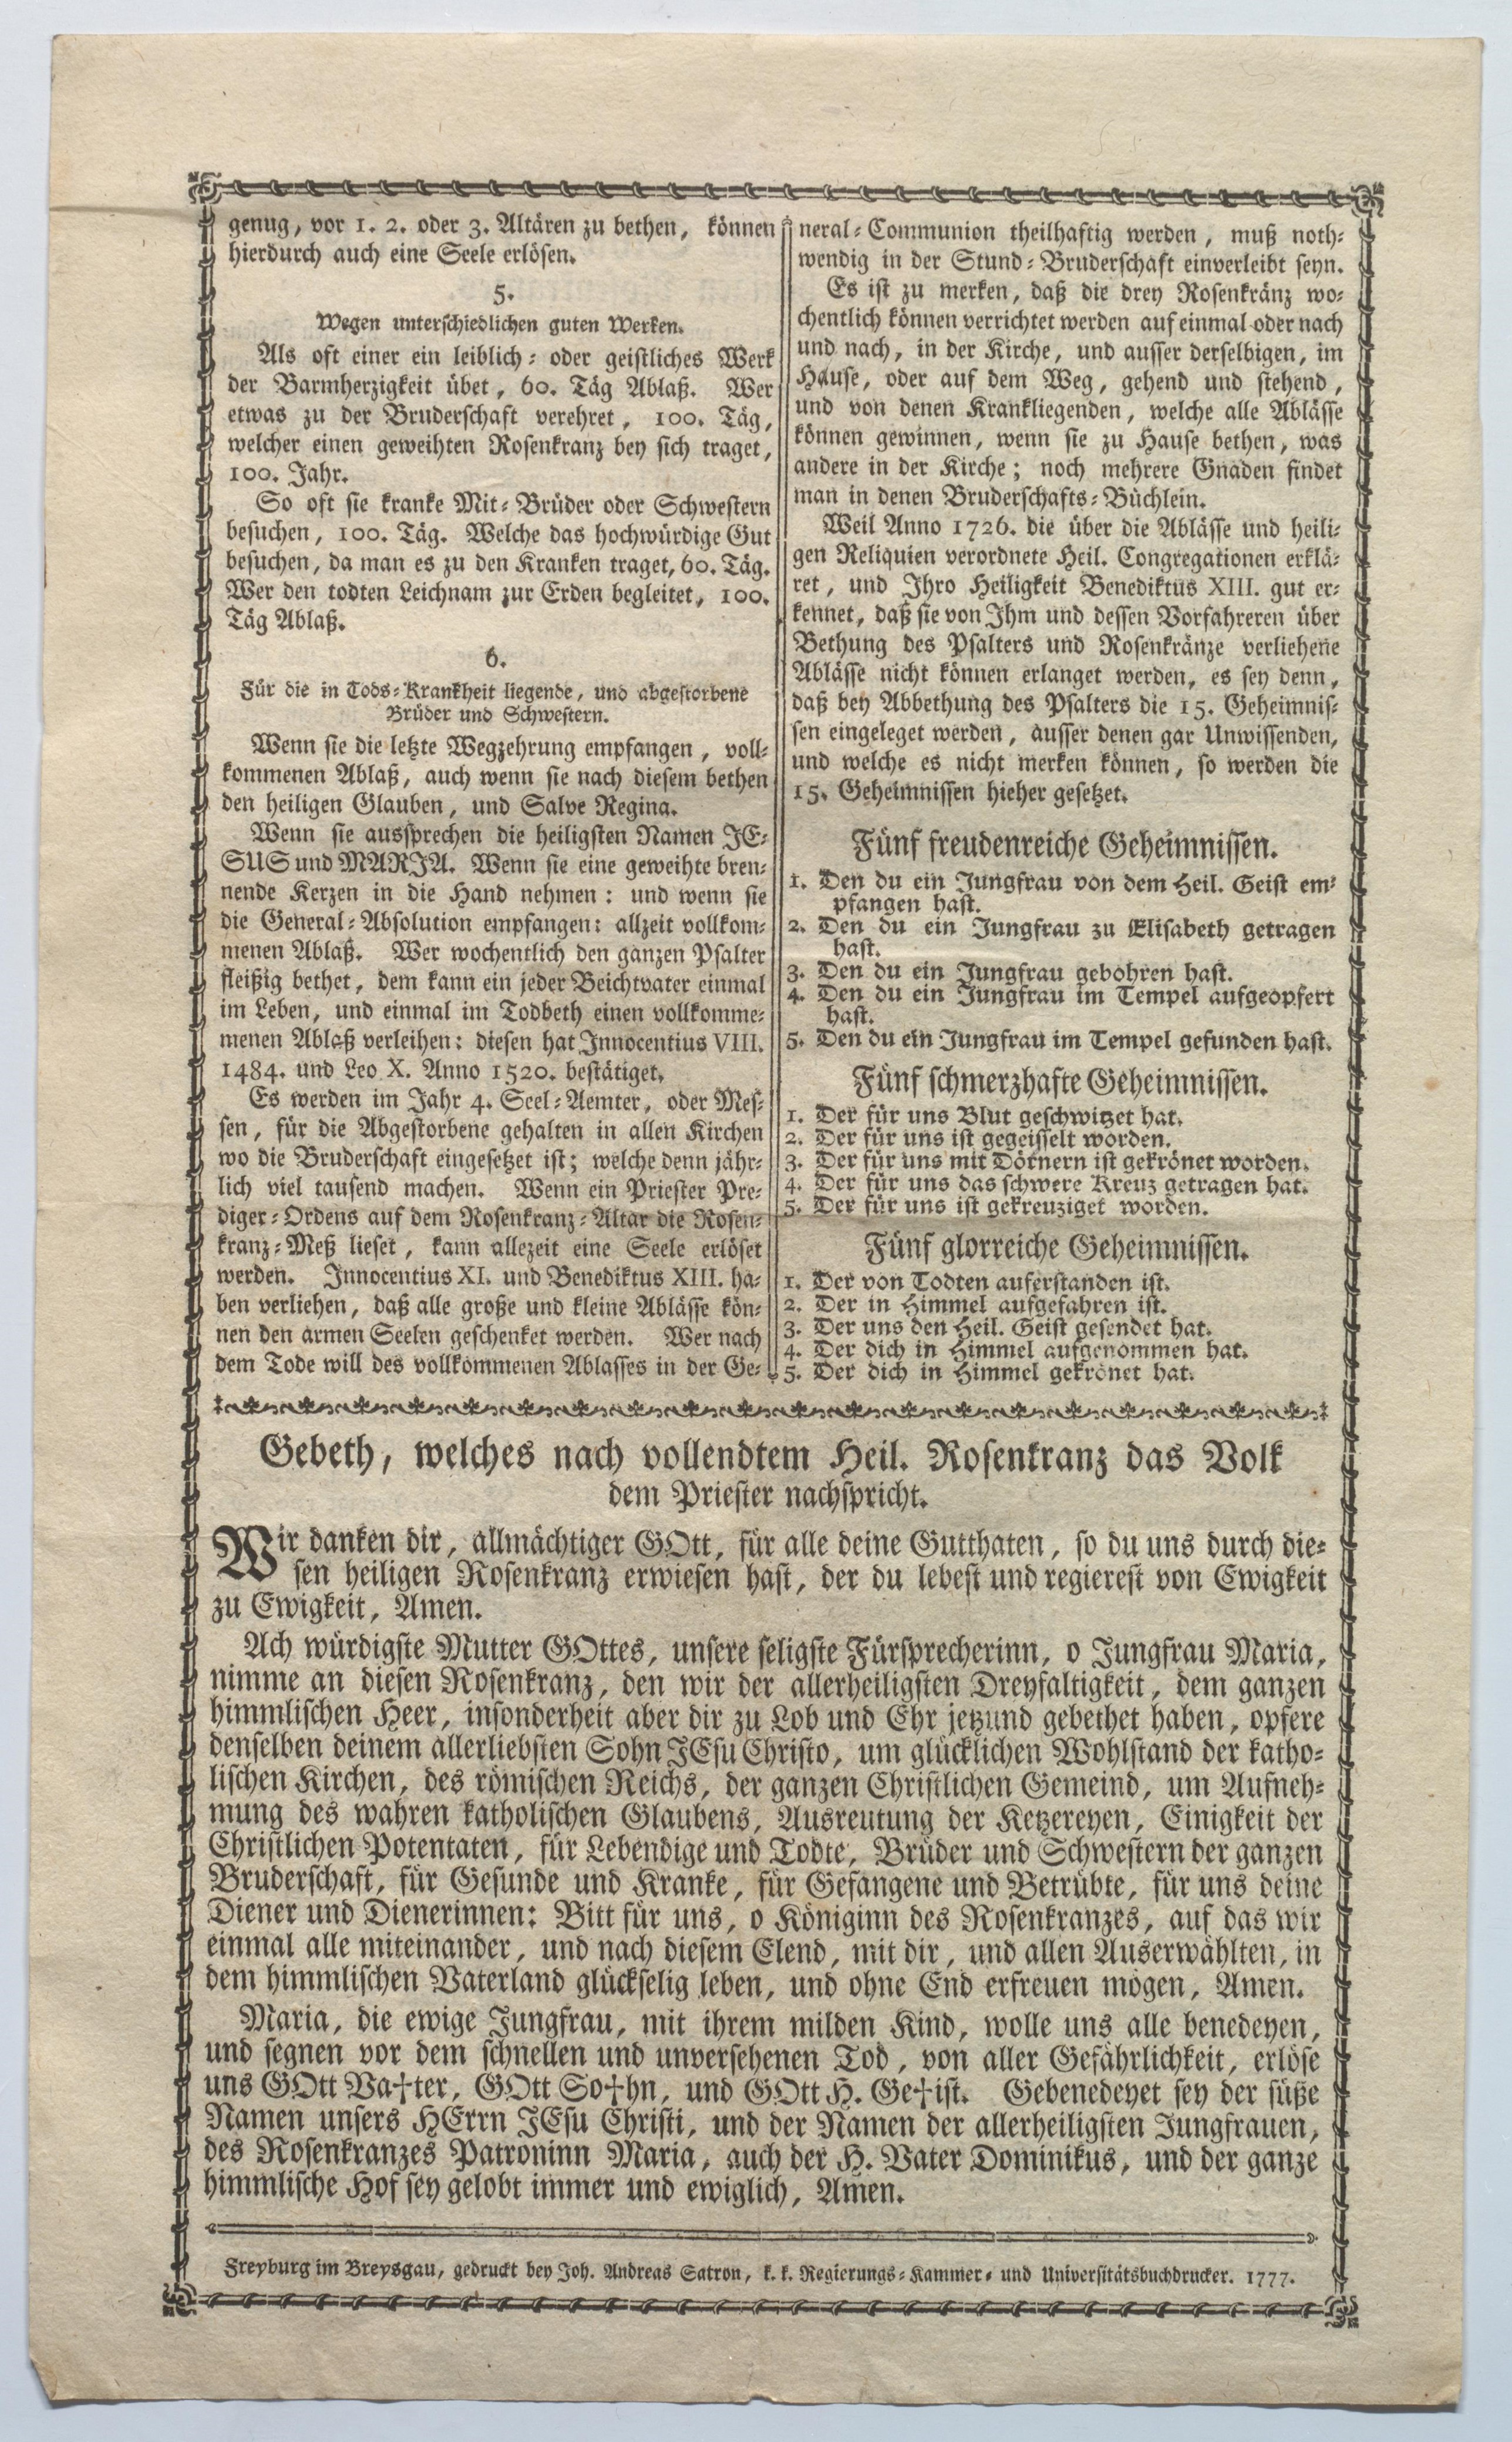 genug, vor 1. 2. oder 3. Altären zu bethen, können
hierdurch auch eine Seele erlösen.
5.
Wegen unterschiedlichen guten Werken.
Als oft einer ein leiblich- oder geistliches Werk
der Barmherzigkeit übet, 60. Täg Ablaß. Wer
etwas zu der Bruderschaft verehret, 100. Täg,
welcher einen geweihten Rosenkranz bey sich traget,
100. Jahr.
So oft sie kranke Mit-Brüder oder Schwestern
besuchen, 100. Täg. Welche das hochwürdige Gut
besuchen, da man es zu den Kranken traget, 60. Täg.
Wer den todten Leichnam zur Erden begleitet, 100.
Täg Ablaß.
6.
Für die in Tods-Krankheit liegende, und abgestorbene
Brüder und Schwestern.
Wenn sie die letzte Wegzehrung empfangen, voll-
kommenen Ablaß, auch wenn sie nach diesem bethen
den heiligen Glauben, und Salve Regina.
Wenn sie aussprechen die heiligsten Namen JE-
SUS und MARJA. Wenn sie eine geweihte bren-
nende Kerzen in die Hand nehmen: und wenn sie
die General-Absolution empfangen: allzeit vollkom-
menen Ablaß. Wer wochentlich den ganzen Psalter
fleißig bethet, dem kann ein jeder Beichtvater einmal
im Leben, und einmal im Todbeth einen vollkomme-
menen Ablaß verleihen: diesen hat Innocentius VIII.
1484. und Leo X. Anno 1520. bestätiget.
Es werden im Jahr 4. Seel-Aemter, oder Mes-
sen, für die Abgestorbene gehalten in allen Kirchen
wo die Bruderschaft eingesetzet ist; welche denn jähr-
lich viel tausend machen. Wenn ein Priester Pre-
diger-Ordens auf dem Rosenkranz-Altar die Rosen-
kranz-Meß lieset, kann allezeit eine Seele erlöset
werden. Innocentius XI. und Benediktus XIII. ha-
ben verliehen, daß alle große und kleine Ablässe kön-
nen den armen Seelen geschenket werden. Wer nach
dem Tode will des vollkommenen Ablasses in der Ge-
neral-Communion theilhaftig werden, muß noth-
wendig in der Stund-Bruderschaft einverleibt seyn.
Es ist zu merken, daß die drey Rosenkränz wo-
chentlich können verrichtet werden auf einmal oder nach
und nach, in der Kirche, und ausser derselbigen, im
Hause, oder auf dem Weg, gehend und stehend,
und von denen Krankliegenden, welche alle Ablässe
können gewinnen, wenn sie zu Hause bethen, was
andere in der Kirche; noch mehrere Gnaden findet
man in denen Bruderschafts-Büchlein.
Weil Anno 1726. die über die Ablässe und heili-
gen Reliquien verordnete Heil. Congregationen erklä-
ret, und Ihro Heiligkeit Benediktus XIII. gut er-
kennet, daß sie von Ihm und dessen Vorfahreren über
Bethung des Psalters und Rosenkränze verliehene
Ablässe nicht können erlanget werden, es sey denn,
daß bey Abbethung des Psalters die 15. Geheimnis-
sen eingeleget werden, ausser denen gar Unwissenden,
und welche es nicht merken können, so werden die
15. Geheimnissen hieher gesetzet.
Fünf freudenreiche Geheimnissen.
1. Den du ein Jungfrau von dem Heil. Geist em-
pfangen hast.
2. Den du ein Jungfrau zu Elisabeth getragen
hast.
3. Den du ein Jungfrau gebohren hast.
4. Den du ein Jungfrau im Tempel aufgeopfert
hast.
5. Den du ein Jungfrau im Tempel gefunden hast.
Fünf schmerzhafte Geheimnissen.
1. Der für uns Blut geschwitzet hat.
2. Der für uns ist gegeisselt worden.
3. Der für uns mit Dörnern ist gekrönet worden.
4. Der für uns das schwere Kreuz getragen hat.
5. Der für uns ist gekreuziget worden.
Fünf glorreiche Geheimnissen.
1. Der von Todten auferstanden ist.
2. Der in Himmel aufgefahren ist.
3. Der uns den Heil. Geist gesendet hat.
4. Der dich in Himmel aufgenommen hat.
5. Der dich in Himmel gekrönet hat.
Gebeth, welches nach vollendtem Heil. Rosenkranz das Volk
dem Priester nachspricht.
Wir danken dir, allmächtiger GOtt, für alle deine Gutthaten, so du uns durch die-
sen heiligen Rosenkranz erwiesen hast, der du lebest und regierest von Ewigkeit
zu Ewigkeit, Amen.
Ach würdigste Mutter GOttes, unsere seligste Fürsprecherinn, o Jungfrau Maria,
nimme an diesen Rosenkranz, den wir der allerheiligsten Dreyfaltigkeit, dem ganzen
himmlischen Heer, insonderheit aber dir zu Lob und Ehr jetzund gebethet haben, opfere
denselben deinem allerliebsten Sohn JEsu Christo, um glücklichen Wohlstand der katho-
lischen Kirchen, des römischen Reichs, der ganzen Christlichen Gemeind, um Aufneh-
mung des wahren katholischen Glaubens, Ausreutung der Ketzereyen, Einigkeit der
Christlichen Potentaten, für Lebendige und Todte, Brüder und Schwestern der ganzen
Bruderschaft, für Gesunde und Kranke, für Gefangene und Betrübte, für uns deine
Diener und Dienerinnen: Bitt für uns, o Königinn des Rosenkranzes, auf das wir
einmal alle miteinander, und nach diesem Elend, mit dir, und allen Auserwählten, in
dem himmlischen Vaterland glückselig leben, und ohne End erfreuen mögen, Amen.
Maria, die ewige Jungfrau, mit ihrem milden Kind, wolle uns alle benedeyen,
und segnen vor dem schnellen und unversehenen Tod, von aller Gefährlichkeit, erlöse
uns GOtt Va†ter, GOtt So†hn, und GOtt H. Ge†ist. Gebenedeyet sey der süße
Namen unsers HErrn JEsu Christi, und der Namen der allerheiligsten Jungfrauen,
des Rosenkranzes Patroninn Maria, auch der H. Vater Dominikus, und der ganze
himmlische Hof sey gelobt immer und ewiglich, Amen.
Freyburg im Breysgau, gedruckt bey Joh. Andreas Satron, k. k. Regierungs-Kammer- und Universitätsbuchdrucker. 1777.